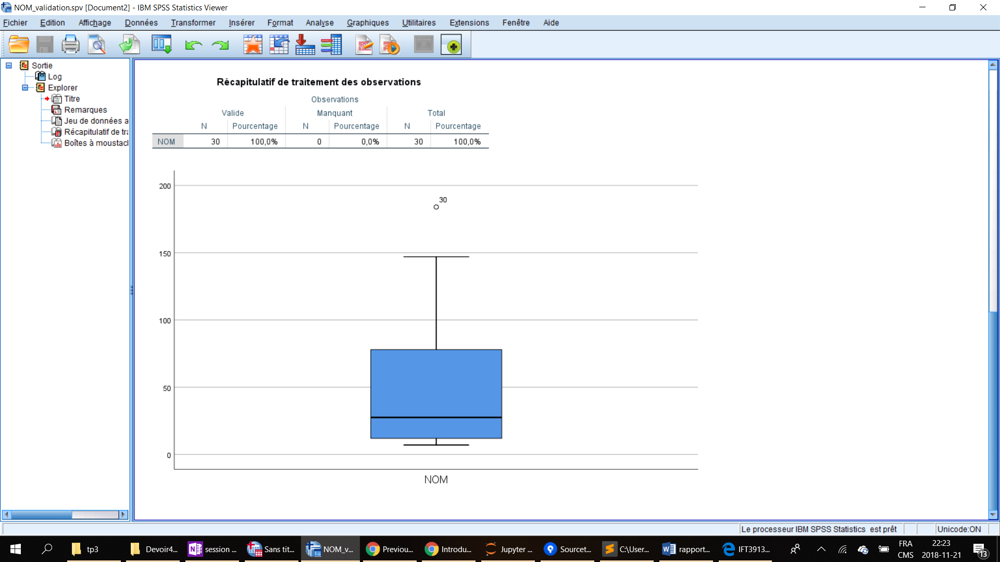 NOM_validation.spv [Document2] - IBM SPSS Statistics Viewer
Fichier Edition Affichage Données Transformer Insérer Format Analyse Graphiques Utilitaires Extensions Fenêtre Aide
Sortie
Log
Explorer
Titre
Remarques
Jeu de données a
Récapitulatif de tra
Boîtes à moustacl
Récapitulatif de traitement des observations
Observations
Valide Manquant Total
N Pourcentage N Pourcentage N Pourcentage
NOM 30 100,0% 0 0,0% 30 100,0%
200
30
150
100
50
0
NOM
Le processeur IBM SPSS Statistics est prêt Unicode:ON
tp3 Devoir4... session ... Sans tit... NOM_v... Previou... Introdu... Jupyter ... Sourcet... C:\User... rapport... IFT3913... FRA 22:23
CMS 2018-11-21 13